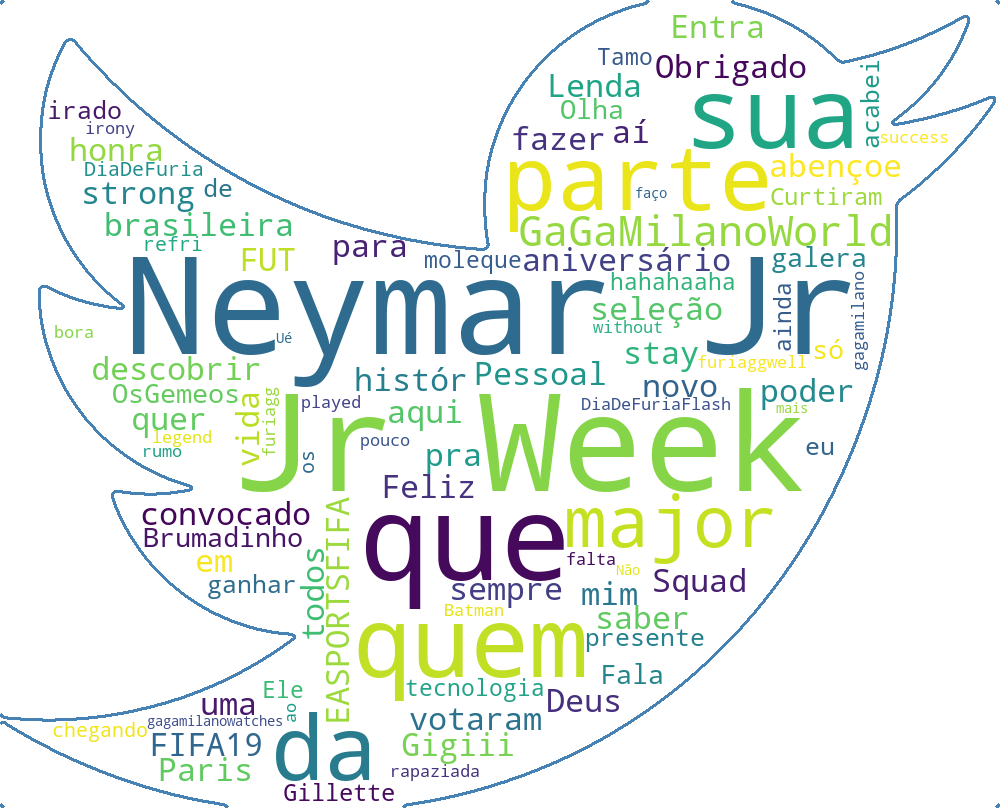 Entra
Tamo
Obrigado
Lenda
sua
acabei
irado
Olha
irony
fazer
aí
success
honra
parte
abençoe
DiaDeFuria
strong
de
faço
Curtiram
brasileira
GaGaMilanoWorld
refri
para
FUT
moleque
aniversário
galera
Neymar Jr
hahahaaha
ainda
gagamilano
seleção
bora
Ué
without
stay
só
descobrir
histór
Pessoal
furiaggwell
novo
poder
OsGemeos
vida
furiagg
played
aqui
DiaDeFuriaFlash
mais
quer
legend
Jr Week
pouco
rumo
os
pra
eu
Feliz
convocado
que
major
Brumadinho
EASPORTSFIFA
em
falta
Não
ganhar
todos
sempre
mim
Squad
Batman
saber
quem
presente
Fala
Ele
tecnologia
uma
ao
Deus
gagamilanowatches
votaram
chegando
da
FIFA19
Gigiii
Paris
rapaziada
Gillette